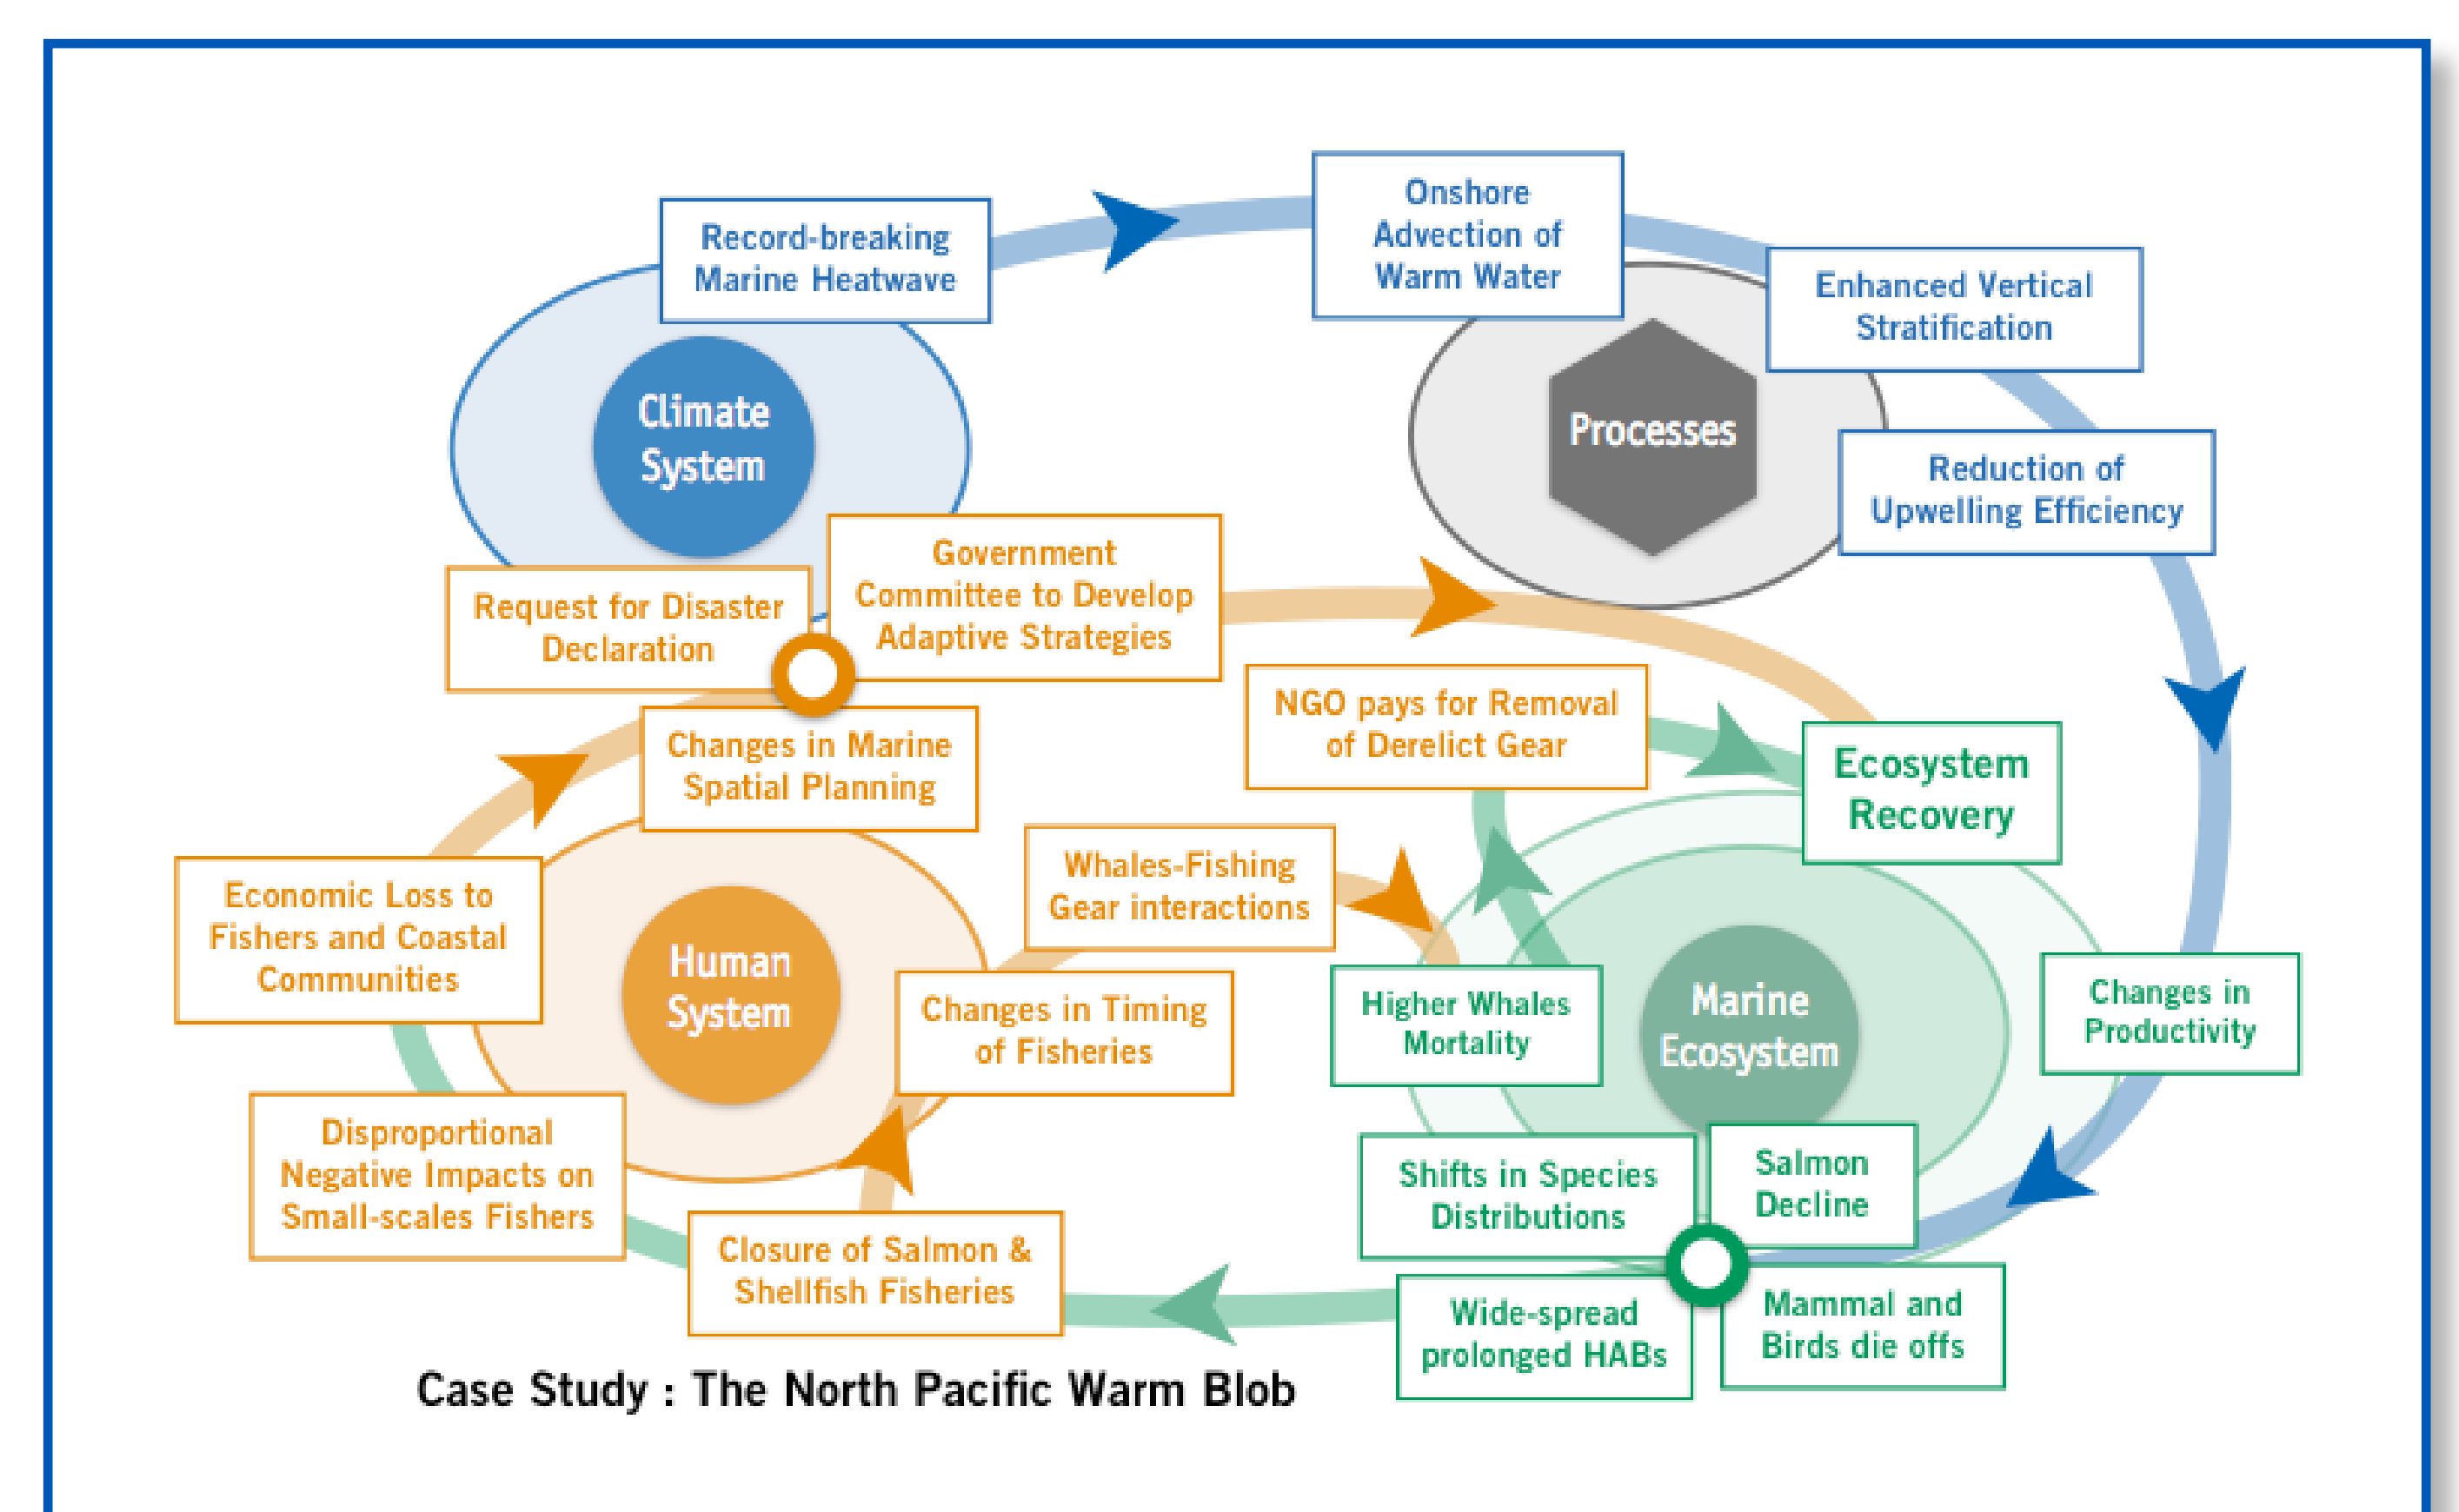 Record-breaking
Marine Heatwave
Onshore
Advection of
Warm Water
Enhanced Vertical
Stratification
Climate
System
Processes
Reduction of
Upwelling Efficiency
Government
Committee to Develop
Adaptive Strategies
Request for Disaster
Declaration
NGO pays for Removal
of Derelict Gear
Changes in Marine
Spatial Planning
Ecosystem
Recovery
Whales-Fishing
Gear interactions
Economic Loss to
Fishers and Coastal
Communities
Human
System
Changes in Timing
of Fisheries
Higher Whales
Mortality
Marine
Ecosystem
Changes in
Productivity
Disproportional
Negative Impacts on
Small-scales Fishers
Shifts in Species
Distributions
Salmon
Decline
Closure of Salmon &
Shellfish Fisheries
Wide-spread
prolonged HABs
Mammal and
Birds die offs
Case Study : The North Pacific Warm Blob